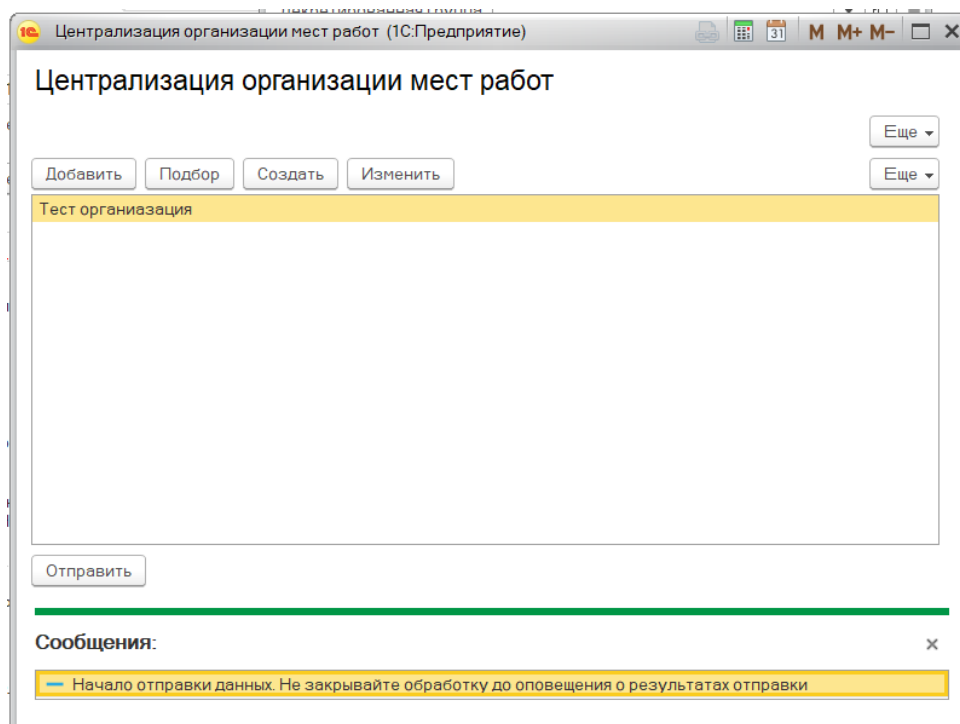 Централизация организации мест работ (1С:Предприятие)
31 M M+ M-
Централизация организации мест работ
Еще
Добавить Подбор Создать Изменить Еще
Тест органиазация
Отправить
Сообщения:
Начало отправки данных. Не закрывайте обработку до оповещения о результатах отправки